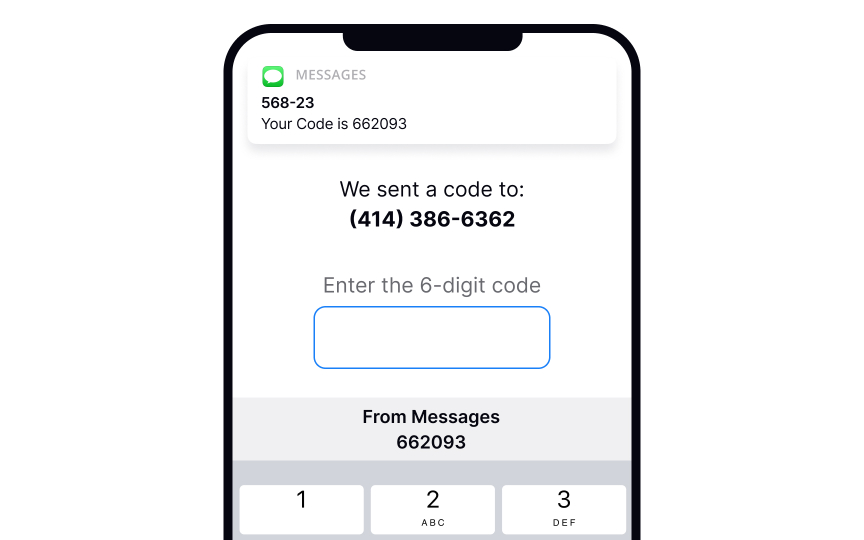 MESSAGES
568-23
Your Code is 662093
We sent a code to:
(414) 386-6362
Enter the 6-digit code
From Messages
662093
1 2 3
ABC DEF